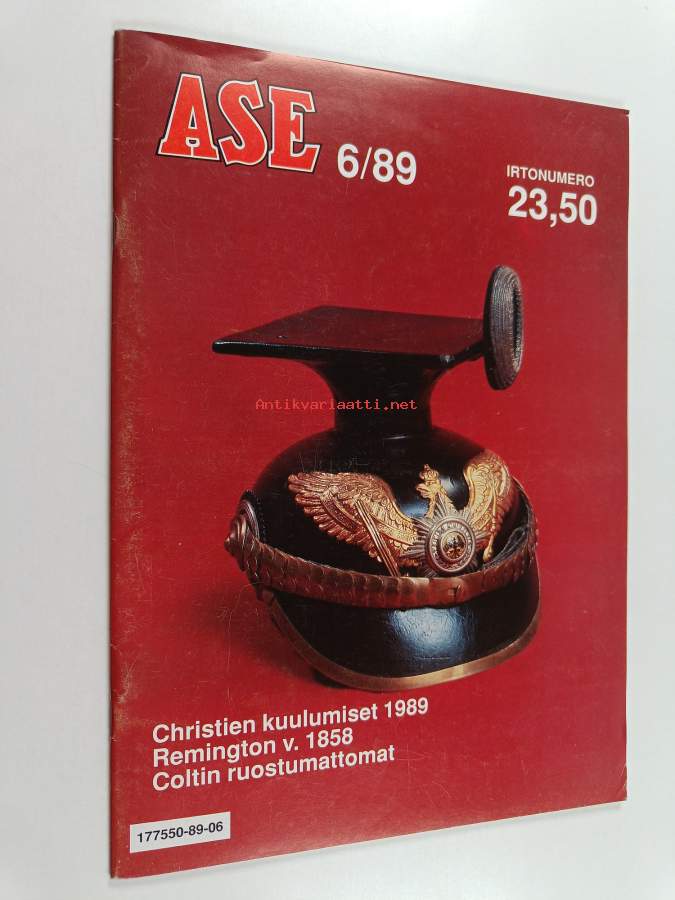 ASE 6/89
IRTONUMERO
23,50
Antikvariaatti.net
Christien kuulumiset 1989
Remington v. 1858
Coltin ruostumattomat
177550-89-06